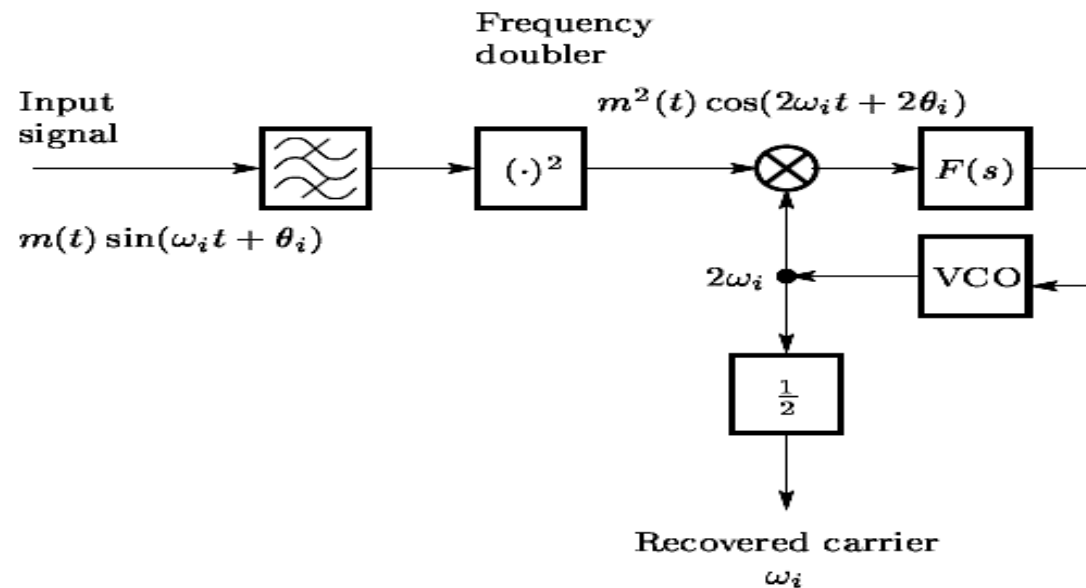 Frequency
doubler
Input
signal
m²(t) cos(2ωᵢt + 2θᵢ)
(·)²
F(s)
m(t) sin(ωᵢt + θᵢ)
2ωᵢ
VCO
1/2
Recovered carrier
ωᵢ